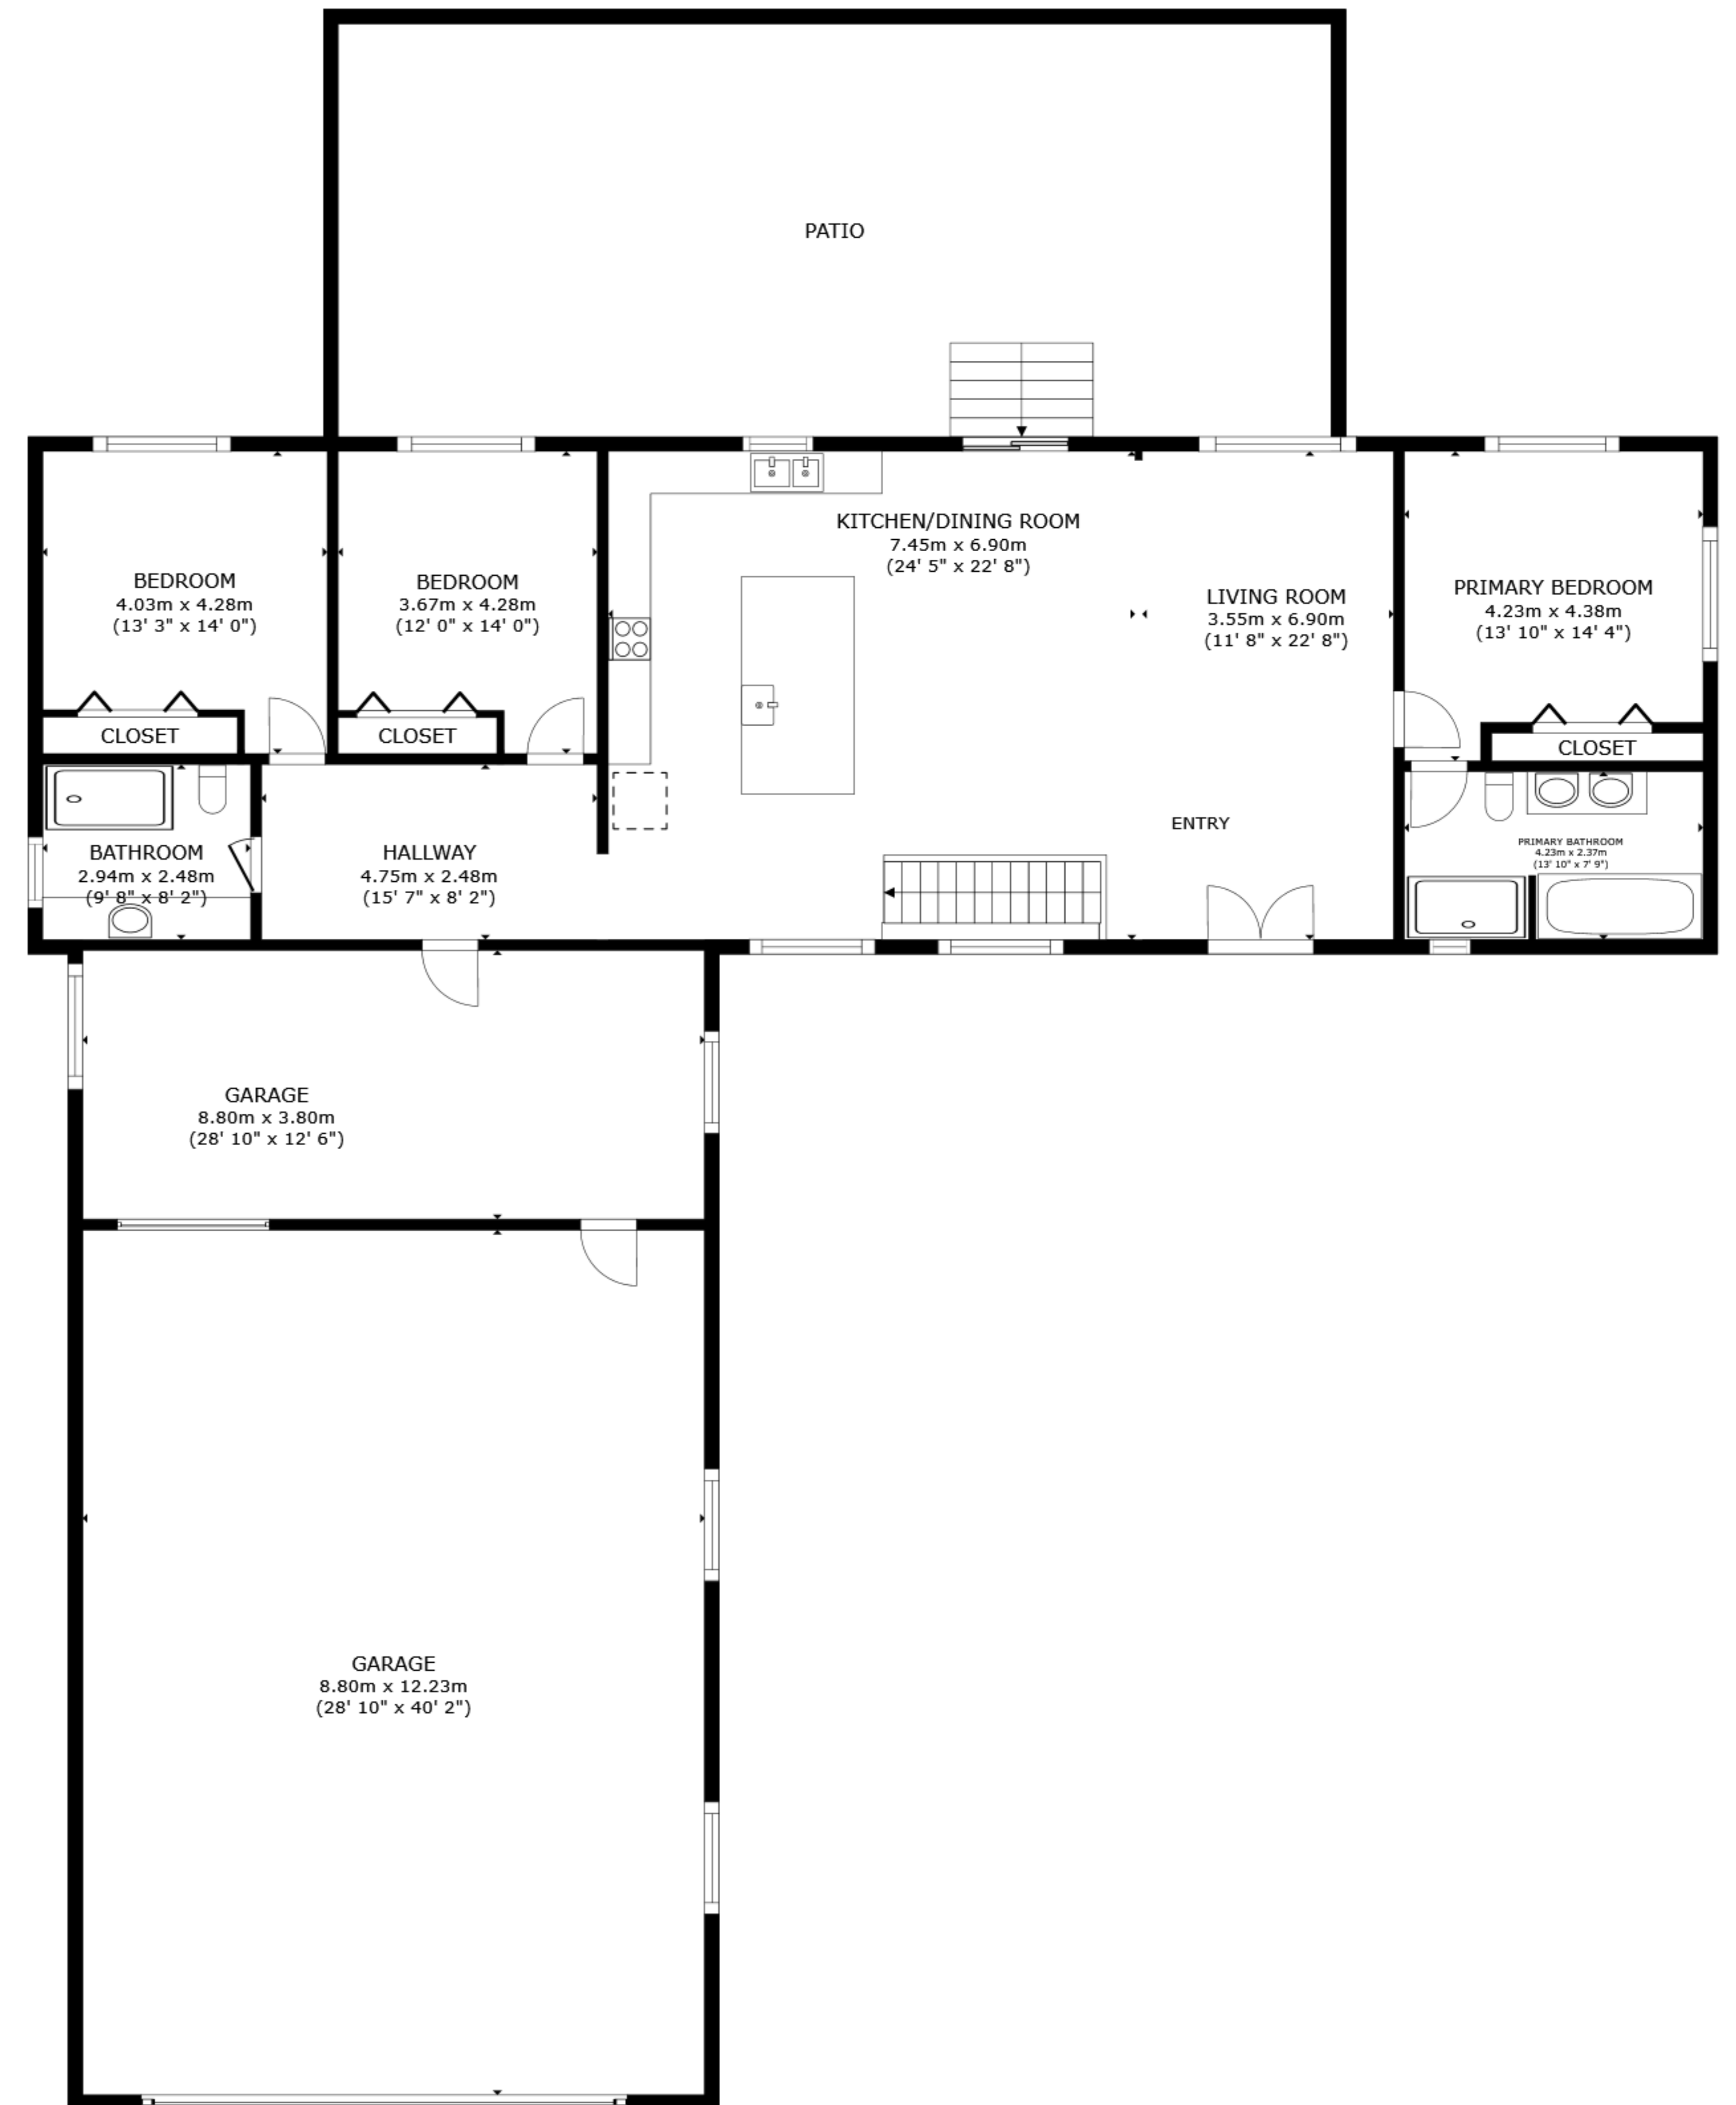 PATIO
KITCHEN/DINING ROOM
7.45m x 6.90m
(24' 5" x 22' 8")
BEDROOM
4.03m x 4.28m
(13' 3" x 14' 0")
BEDROOM
3.67m x 4.28m
(12' 0" x 14' 0")
LIVING ROOM
3.55m x 6.90m
(11' 8" x 22' 8")
PRIMARY BEDROOM
4.23m x 4.38m
(13' 10" x 14' 4")
CLOSET
CLOSET
CLOSET
ENTRY
PRIMARY BATHROOM
4.23m x 2.37m
(13' 10" x 7' 9")
BATHROOM
2.94m x 2.48m
(9' 8" x 8' 2")
HALLWAY
4.75m x 2.48m
(15' 7" x 8' 2")
GARAGE
8.80m x 3.80m
(28' 10" x 12' 6")
GARAGE
8.80m x 12.23m
(28' 10" x 40' 2")